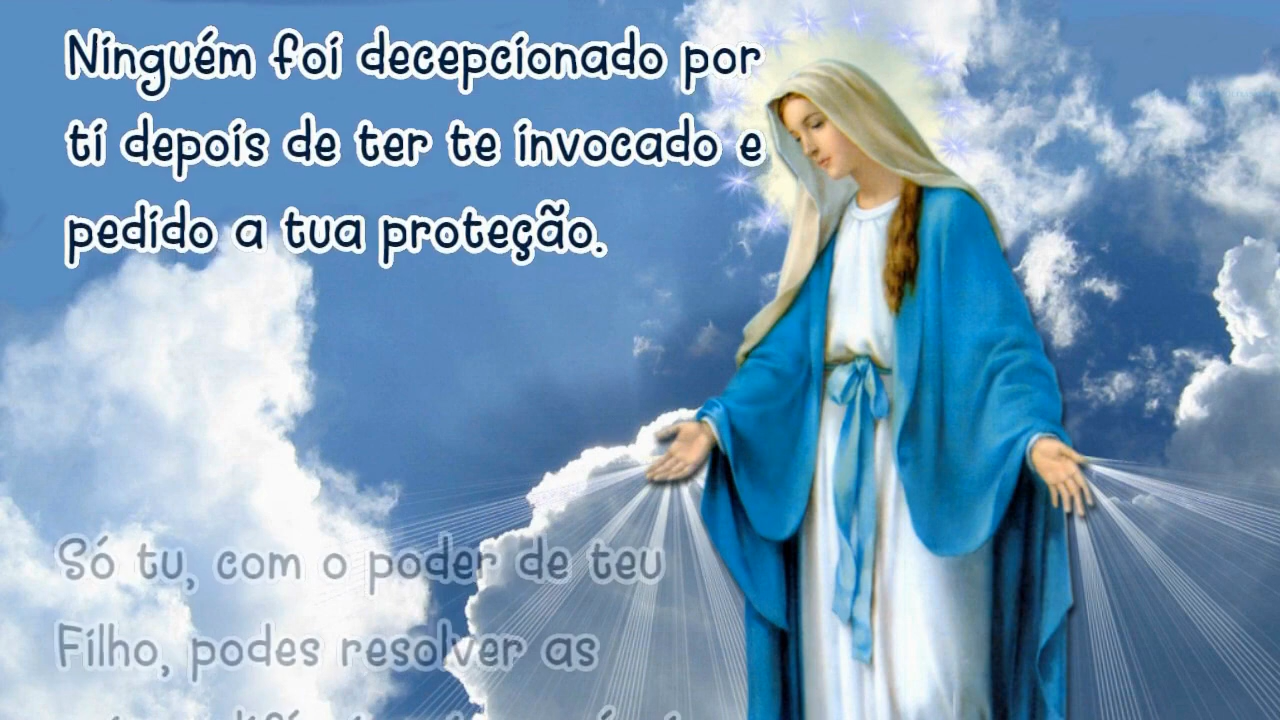 Ninguém foi decepcionado por
ti depois de ter te invocado e
pedido a tua proteção.
Só tu, com o poder de teu
Filho, podes resolver as